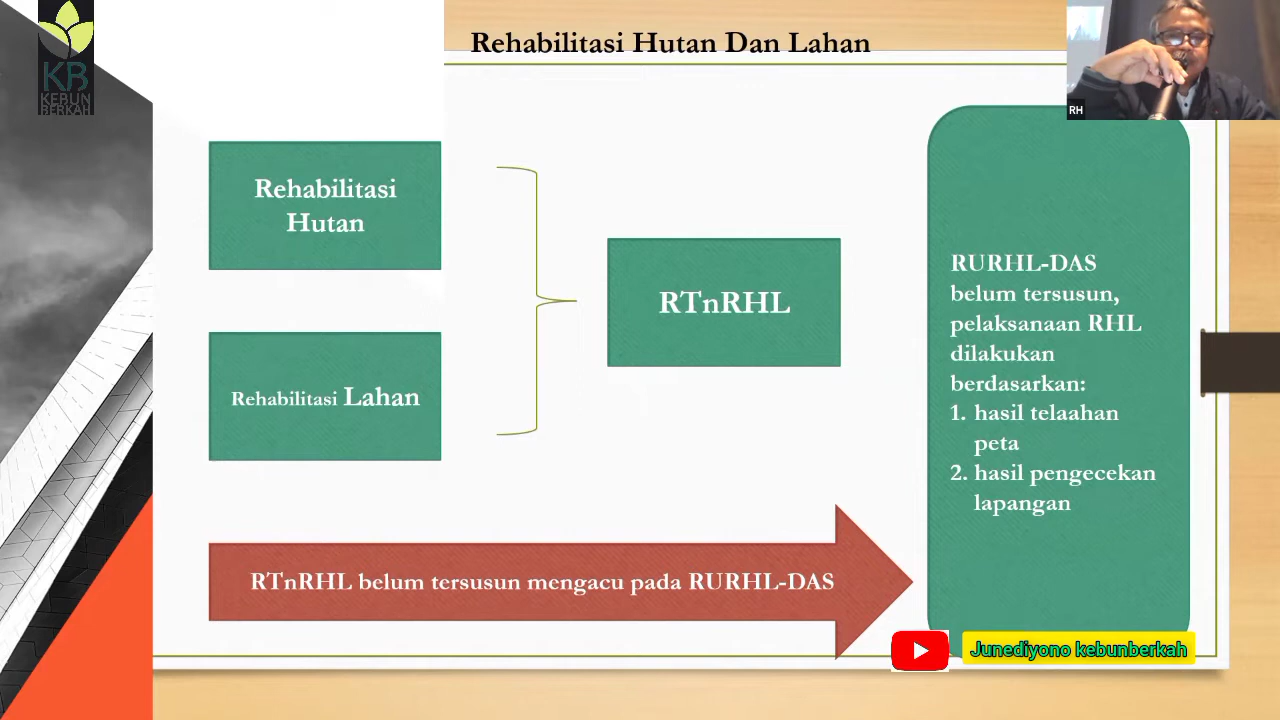 KB
KEBUN
BERKAH
Rehabilitasi Hutan Dan Lahan
RH
Rehabilitasi
Hutan
Rehabilitasi Lahan
RTnRHL
RURHL-DAS
belum tersusun,
pelaksanaan RHL
dilakukan
berdasarkan:
1. hasil telaahan
peta
2. hasil pengecekan
lapangan
RTnRHL belum tersusun mengacu pada RURHL-DAS
Junediyono kebunberkah